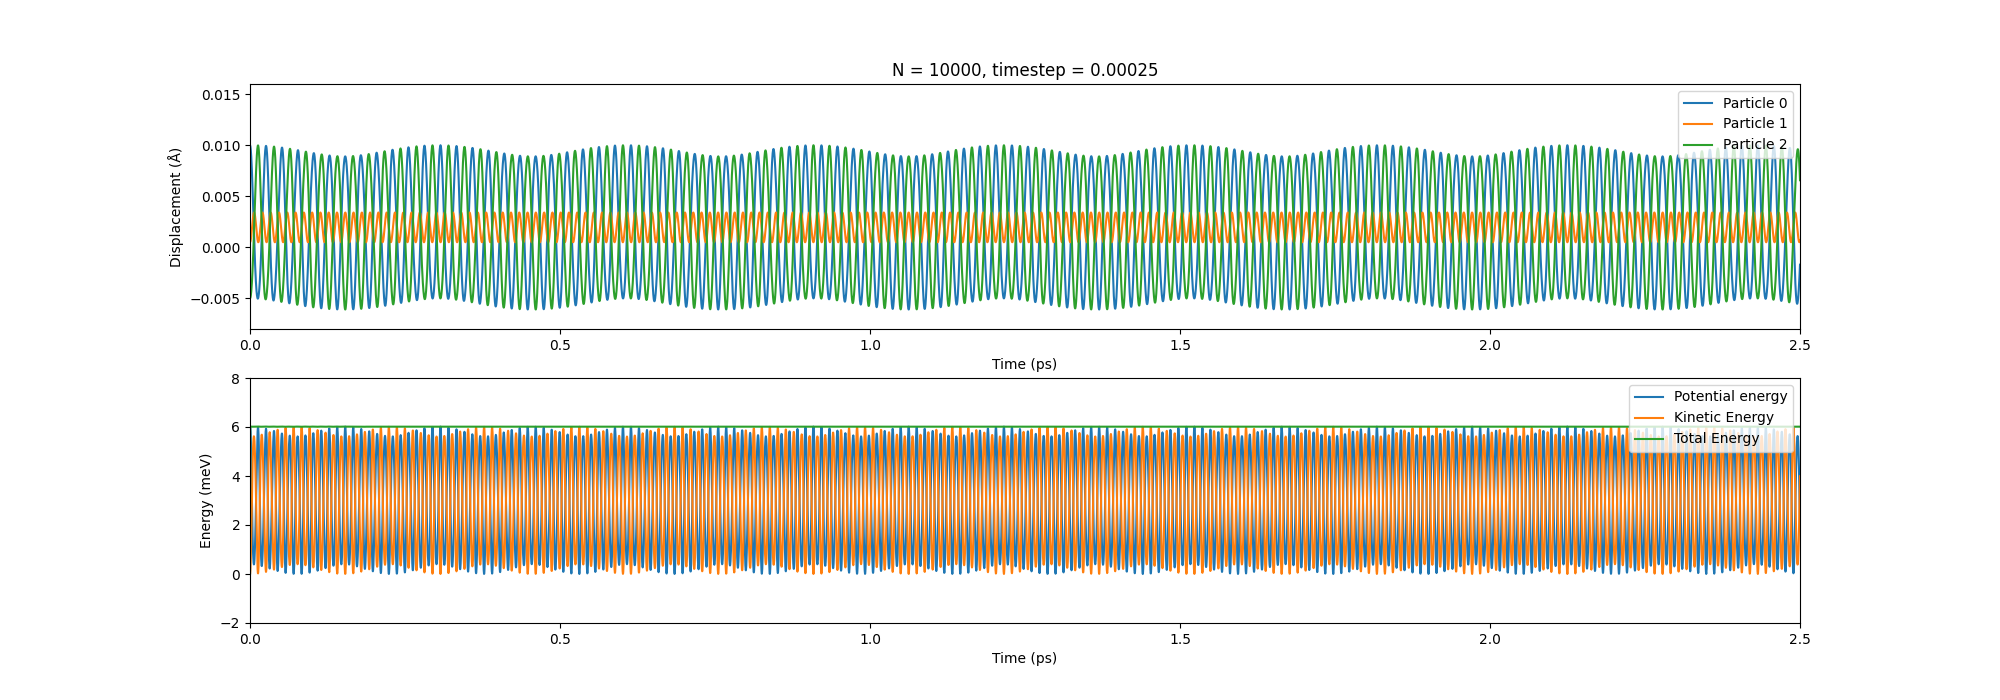 N = 10000, timestep = 0.00025
0.015
0.010
0.005
0.000
−0.005
Displacement (Å)
Particle 0
Particle 1
Particle 2
0.0 0.5 1.0 1.5 2.0 2.5
Time (ps)
8
6
4
2
0
−2
Energy (meV)
Potential energy
Kinetic Energy
Total Energy
0.0 0.5 1.0 1.5 2.0 2.5
Time (ps)